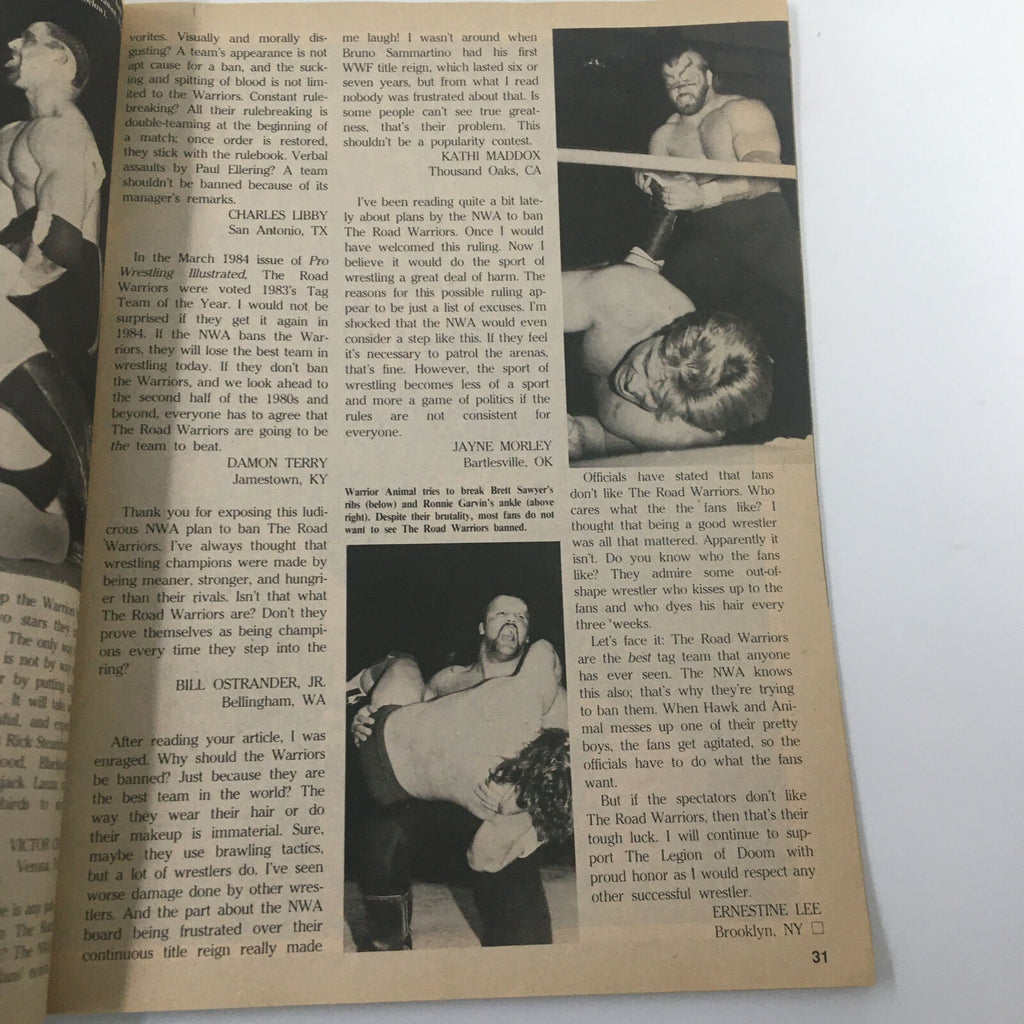 vorites. Visually and morally dis-
gusting? A team's appearance is not
apt cause for a ban, and the suck-
ing and spitting of blood is not lim-
ited to the Warriors. Constant rule-
breaking? All their rulebreaking is
double-teaming at the beginning of
a match; once order is restored,
they stick with the rulebook. Verbal
assaults by Paul Ellering? A team
shouldn't be banned because of its
manager's remarks.
CHARLES LIBBY
San Antonio, TX
In the March 1984 issue of Pro
Wrestling Illustrated, The Road
Warriors were voted 1983's Tag
Team of the Year. I would not be
surprised if they get it again in
1984. If the NWA bans the War-
riors, they will lose the best team in
wrestling today. If they don't ban
the Warriors, and we look ahead to
the second half of the 1980s and
beyond, everyone has to agree that
The Road Warriors are going to be
the team to beat.
DAMON TERRY
Jamestown, KY
Thank you for exposing this ludi-
crous NWA plan to ban The Road
Warriors. I've always thought that
wrestling champions were made by
being meaner, stronger, and hungri-
er than their rivals. Isn't that what
The Road Warriors are? Don't they
prove themselves as being champi-
ons every time they step into the
ring?
BILL OSTRANDER, JR.
Bellingham, WA
After reading your article, I was
enraged. Why should the Warriors
be banned? Just because they are
the best team in the world? The
way they wear their hair or do
their makeup is immaterial. Sure,
maybe they use brawling tactics,
but a lot of wrestlers do. I've seen
worse damage done by other wres-
tlers. And the part about the NWA
board being frustrated over their
continuous title reign really made
me laugh! I wasn't around when
Bruno Sammartino had his first
WWF title reign, which lasted six or
seven years, but from what I read
nobody was frustrated about that. Is
some people can't see true great-
ness, that's their problem. This
shouldn't be a popularity contest.
KATHI MADDOX
Thousand Oaks, CA
I've been reading quite a bit late-
ly about plans by the NWA to ban
The Road Warriors. Once I would
have welcomed this ruling. Now I
believe it would do the sport of
wrestling a great deal of harm. The
reasons for this possible ruling ap-
pear to be just a list of excuses. I'm
shocked that the NWA would even
consider a step like this. If they feel
it's necessary to patrol the arenas,
that's fine. However, the sport of
wrestling becomes less of a sport
and more a game of politics if the
rules are not consistent for
everyone.
JAYNE MORLEY
Bartlesville, OK
Warrior Animal tries to break Brett Sawyer's
ribs (below) and Ronnie Garvin's ankle (above
right). Despite their brutality, most fans do not
want to see The Road Warriors banned.
Officials have stated that fans
don't like The Road Warriors. Who
cares what the the fans like? I
thought that being a good wrestler
was all that mattered. Apparently it
isn't. Do you know who the fans
like? They admire some out-of-
shape wrestler who kisses up to the
fans and who dyes his hair every
three weeks.
Let's face it: The Road Warriors
are the best tag team that anyone
has ever seen. The NWA knows
this also; that's why they're trying
to ban them. When Hawk and Ani-
mal messes up one of their pretty
boys, the fans get agitated, so the
officials have to do what the fans
want.
But if the spectators don't like
The Road Warriors, then that's their
tough luck. I will continue to sup-
port The Legion of Doom with
proud honor as I would respect any
other successful wrestler.
ERNESTINE LEE
Brooklyn, NY
31